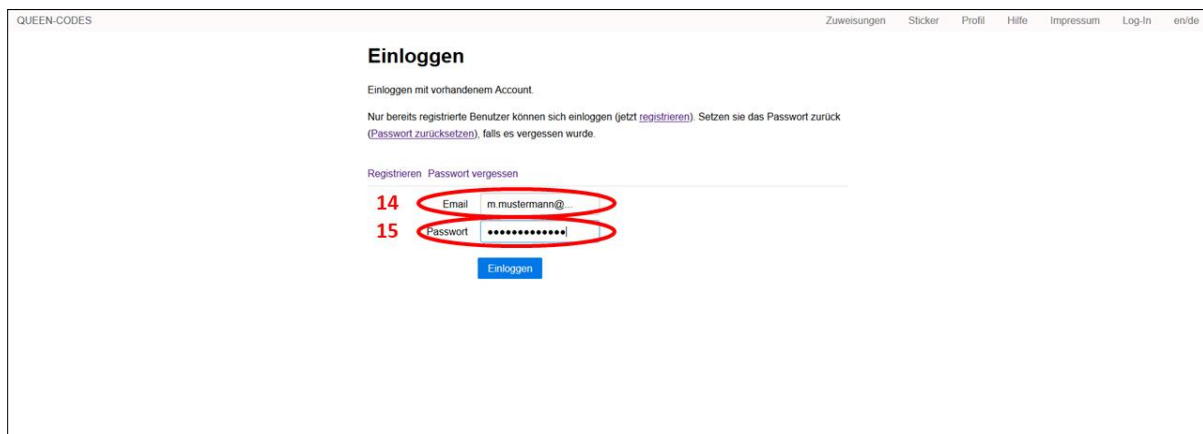 QUEEN-CODES Zuweisungen Sticker Profil Hilfe Impressum Log-In en/de
Einloggen
Einloggen mit vorhandenem Account.
Nur bereits registrierte Benutzer können sich einloggen (jetzt registrieren). Setzen sie das Passwort zurück
(Passwort zurücksetzen), falls es vergessen wurde.
Registrieren Passwort vergessen
14 Email m.mustermann@...
15 Passwort •••••••••••••
Einloggen